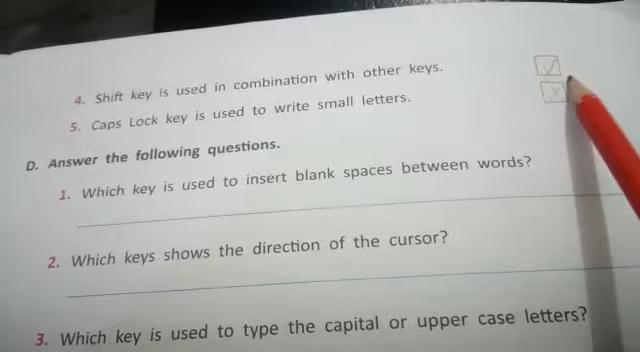 4. Shift key is used in combination with other keys.
5. Caps Lock key is used to write small letters.
D. Answer the following questions.
1. Which key is used to insert blank spaces between words?
2. Which keys shows the direction of the cursor?
3. Which key is used to type the capital or upper case letters?